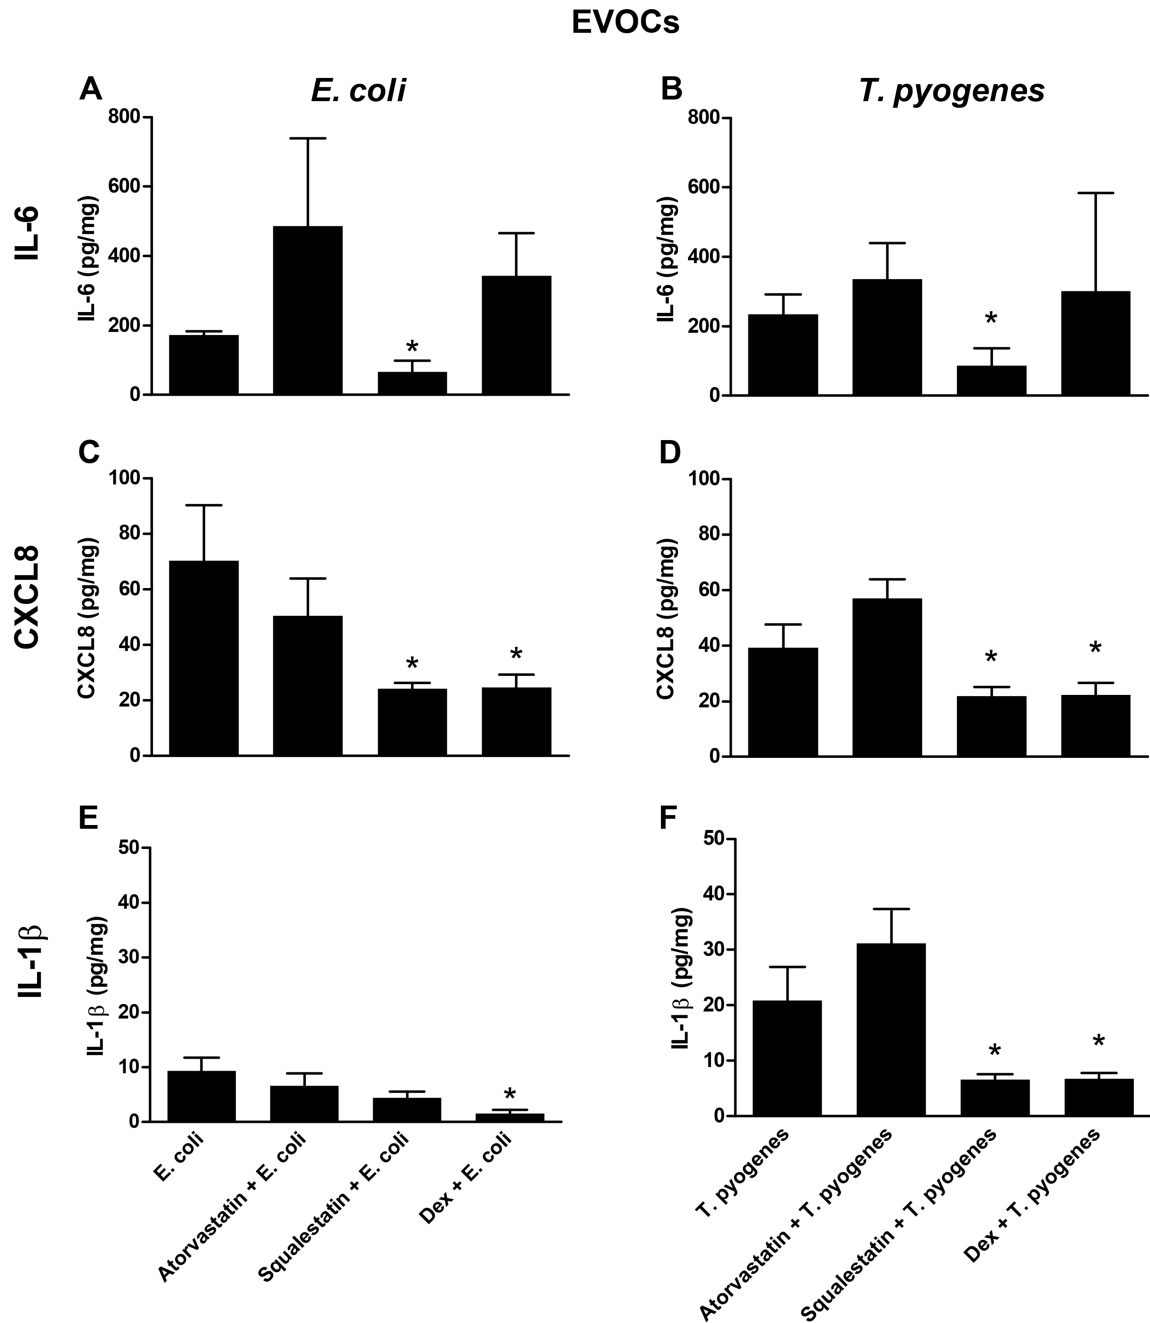 EVOCs
A
E. coli
B
T. pyogenes
IL-6
IL-6 (pg/mg)
800
600
400
200
0
*
IL-6 (pg/mg)
800
600
400
200
0
*
C
D
CXCL8
CXCL8 (pg/mg)
100
80
60
40
20
0
*
*
CXCL8 (pg/mg)
100
80
60
40
20
0
*
*
E
F
IL-1β
IL-1β (pg/mg)
50
40
30
20
10
0
*
E. coli
Atorvastatin + E. coli
Squalestatin + E. coli
Dex + E. coli
IL-1β (pg/mg)
50
40
30
20
10
0
*
*
T. pyogenes
Atorvastatin + T. pyogenes
Squalestatin + T. pyogenes
Dex + T. pyogenes